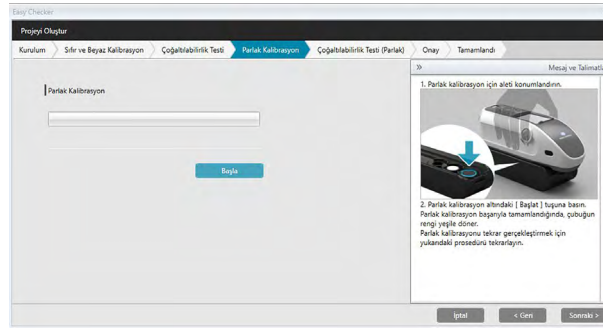 Easy Checker
Projeyi Oluştur
Kurulum Sıfır ve Beyaz Kalibrasyon Çoğaltılabilirlik Testi Parlak Kalibrasyon Çoğaltılabilirlik Testi (Parlak) Onay Tamamlandı
» Mesaj ve Talimatla
Parlak Kalibrasyon
Başla
1. Parlak kalibrasyon için aleti konumlandırın.
2. Parlak kalibrasyon altındaki [ Başlat ] tuşuna basın.
Parlak kalibrasyon başarıyla tamamlandığında, çubuğun
rengi yeşile döner.
Parlak kalibrasyonu tekrar gerçekleştirmek için
yukarıdaki prosedürü tekrarlayın.
İptal < Geri Sonraki >